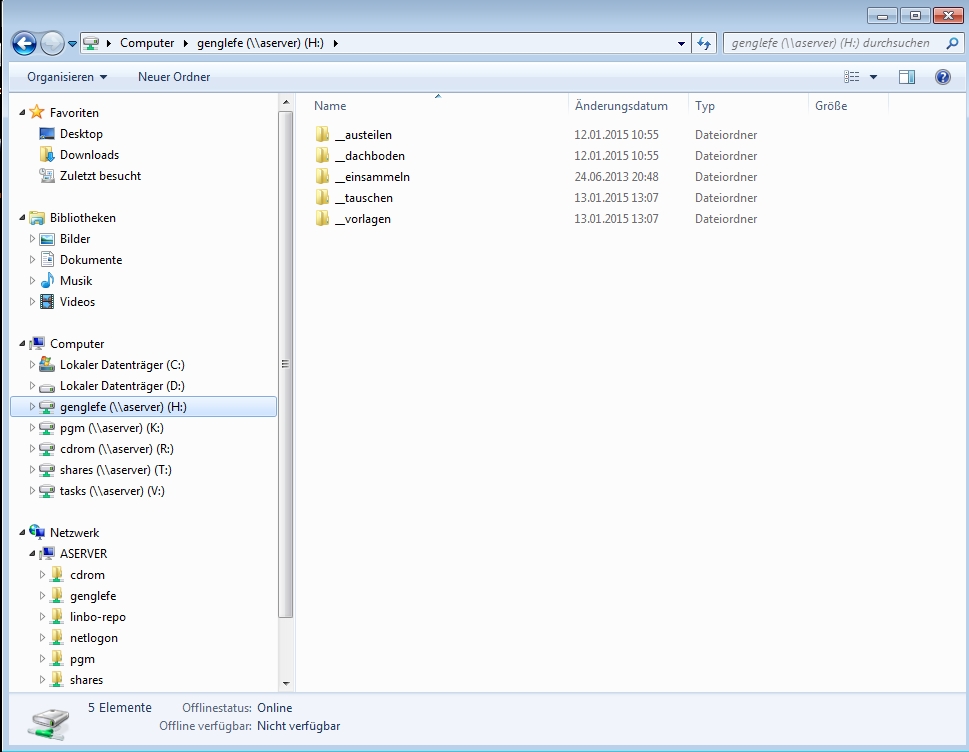 Computer genglefe (\\aserver) (H:)
genglefe (\\aserver) (H:) durchsuchen
Organisieren Neuer Ordner
Favoriten
Desktop
Downloads
Zuletzt besucht
Bibliotheken
Bilder
Dokumente
Musik
Videos
Computer
Lokaler Datenträger (C:)
Lokaler Datenträger (D:)
genglefe (\\aserver) (H:)
pgm (\\aserver) (K:)
cdrom (\\aserver) (R:)
shares (\\aserver) (T:)
tasks (\\aserver) (V:)
Netzwerk
ASERVER
cdrom
genglefe
linbo-repo
netlogon
pgm
shares
Name Änderungsdatum Typ Größe
__austeilen 12.01.2015 10:55 Dateiordner
__dachboden 12.01.2015 10:55 Dateiordner
__einsammeln 24.06.2013 20:48 Dateiordner
__tauschen 13.01.2015 13:07 Dateiordner
__vorlagen 13.01.2015 13:07 Dateiordner
5 Elemente Offlinestatus: Online
Offline verfügbar: Nicht verfügbar